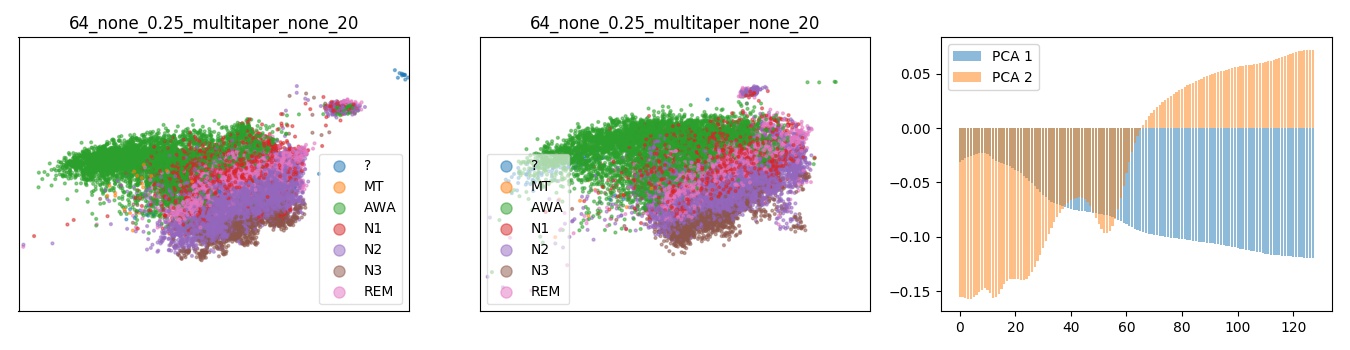 64_none_0.25_multitaper_none_20
?
MT
AWA
N1
N2
N3
REM
64_none_0.25_multitaper_none_20
?
MT
AWA
N1
N2
N3
REM
PCA 1
PCA 2
0.05
0.00
−0.05
−0.10
−0.15
0 20 40 60 80 100 120